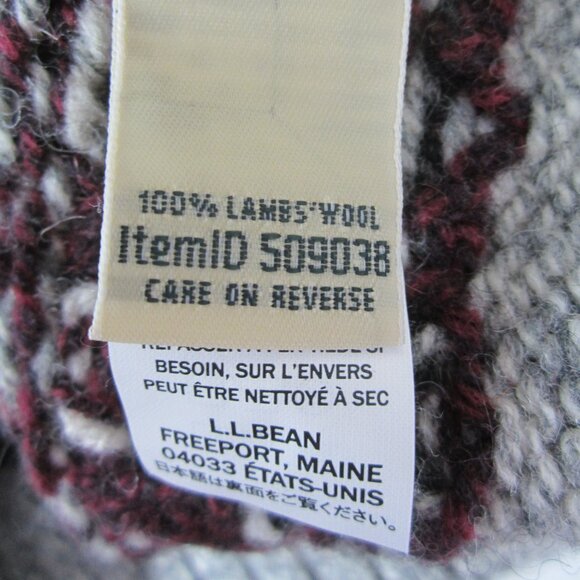 100% LAMBS' WOOL
ItemID 509038
CARE ON REVERSE
BESOIN, SUR L'ENVERS
PEUT ÊTRE NETTOYÉ À SEC
L.L.BEAN
FREEPORT, MAINE
04033 ÉTATS-UNIS
日本語は裏面をご覧ください。